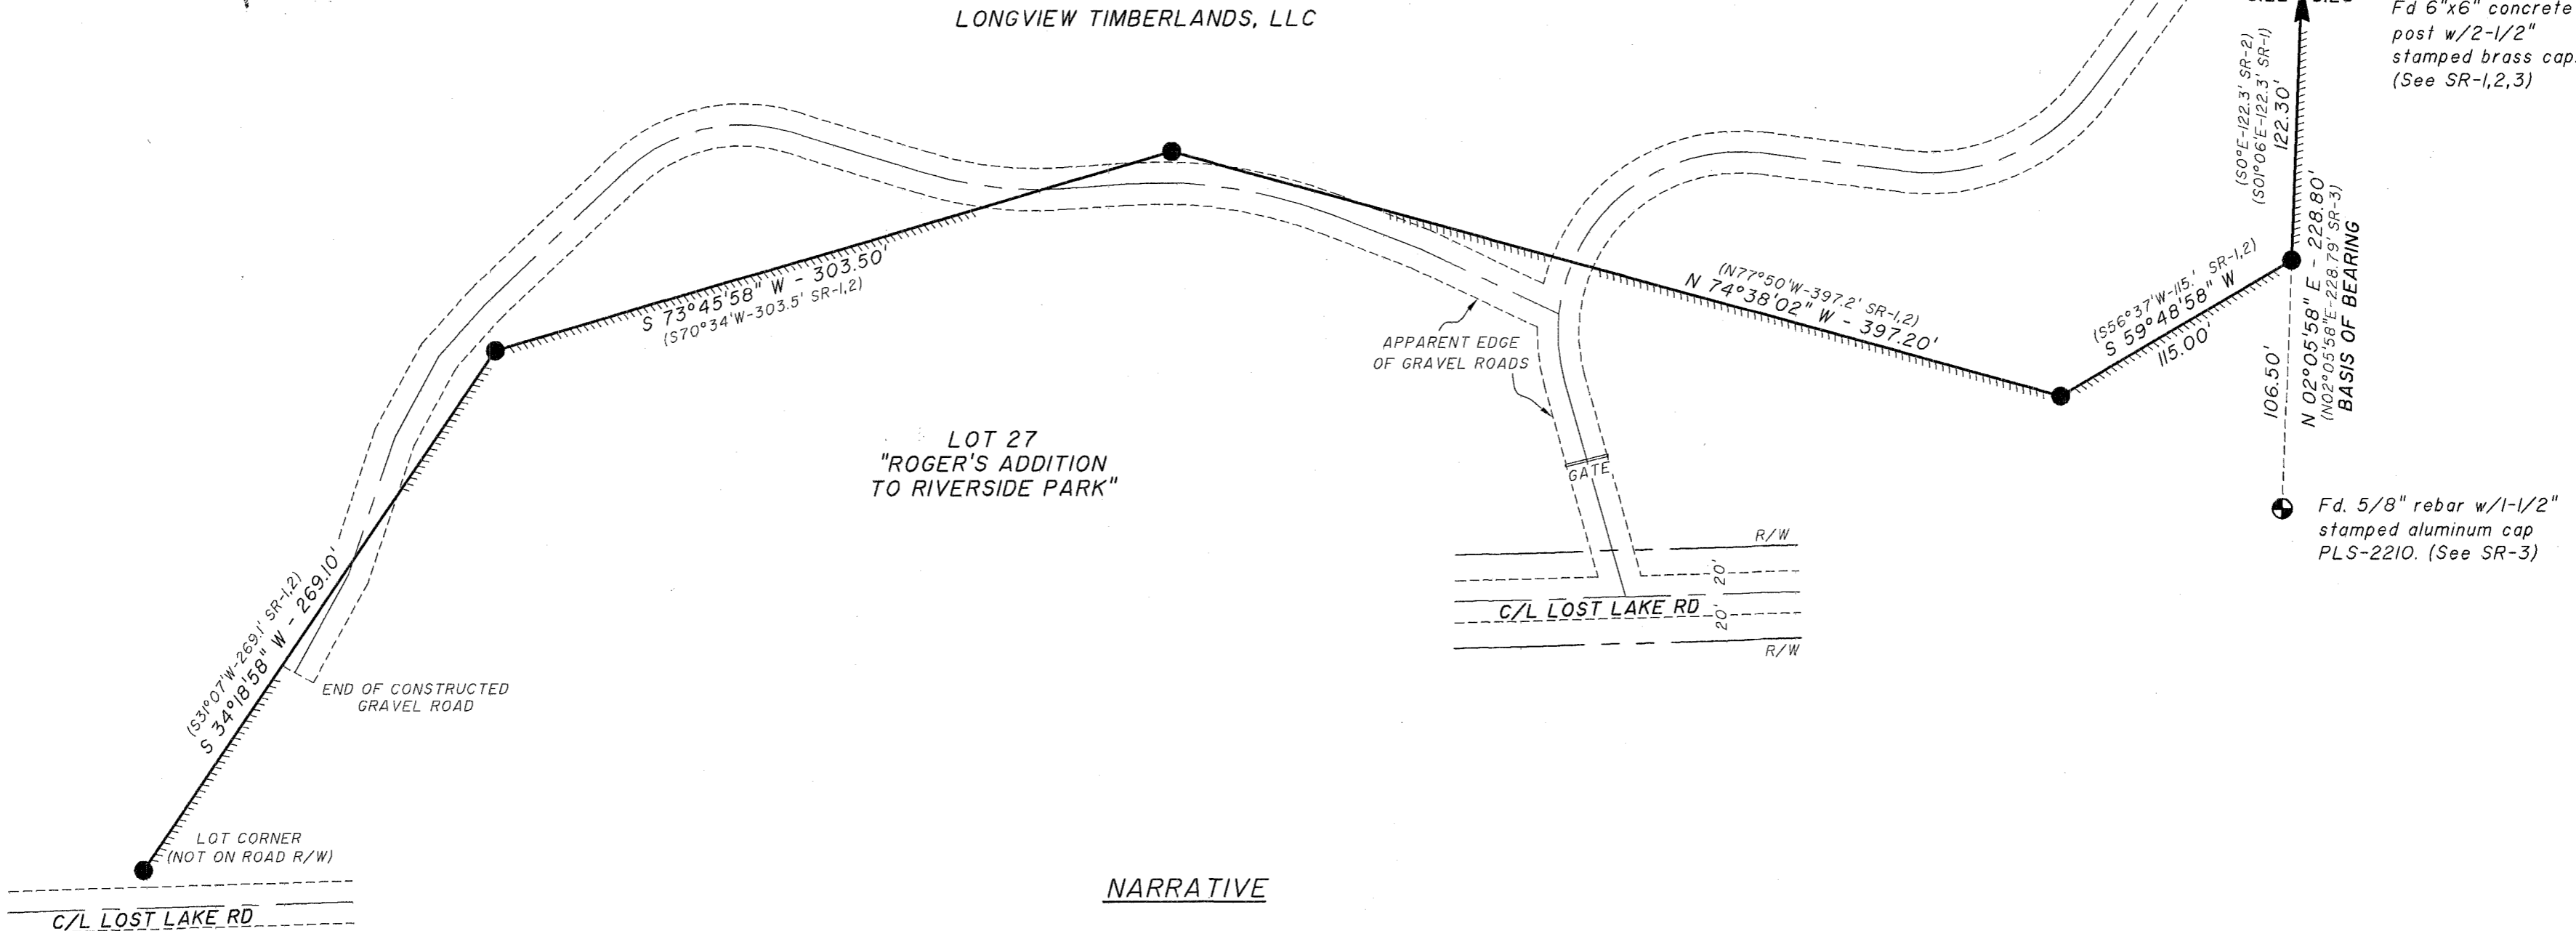 LONGVIEW TIMBERLANDS, LLC
Fd 6"x6" concrete
post w/2-1/2"
stamped brass cap.
(See SR-1,2,3)
(S0°E-122.3' SR-2)
(S01°06'E-122.3' SR-1)
122.30'
N 02°05'58" E - 228.80'
(N02°05'58"E-228.79' SR-3)
BASIS OF BEARING
106.50'
(S56°37'W-115.' SR-1,2)
S 59°48'58" W
115.00'
(N77°50'W-397.2' SR-1,2)
N 74°38'02" W - 397.20'
S 73°45'58" W - 303.50'
(S70°34'W-303.5' SR-1,2)
APPARENT EDGE
OF GRAVEL ROADS
LOT 27
"ROGER'S ADDITION
TO RIVERSIDE PARK"
GATE
Fd. 5/8" rebar w/1-1/2"
stamped aluminum cap
PLS-2210. (See SR-3)
R/W
20'
C/L LOST LAKE RD
20'
R/W
(S31°07'W-269.1' SR-1,2)
S 34°18'58" W - 269.10'
END OF CONSTRUCTED
GRAVEL ROAD
LOT CORNER
(NOT ON ROAD R/W)
C/L LOST LAKE RD
NARRATIVE